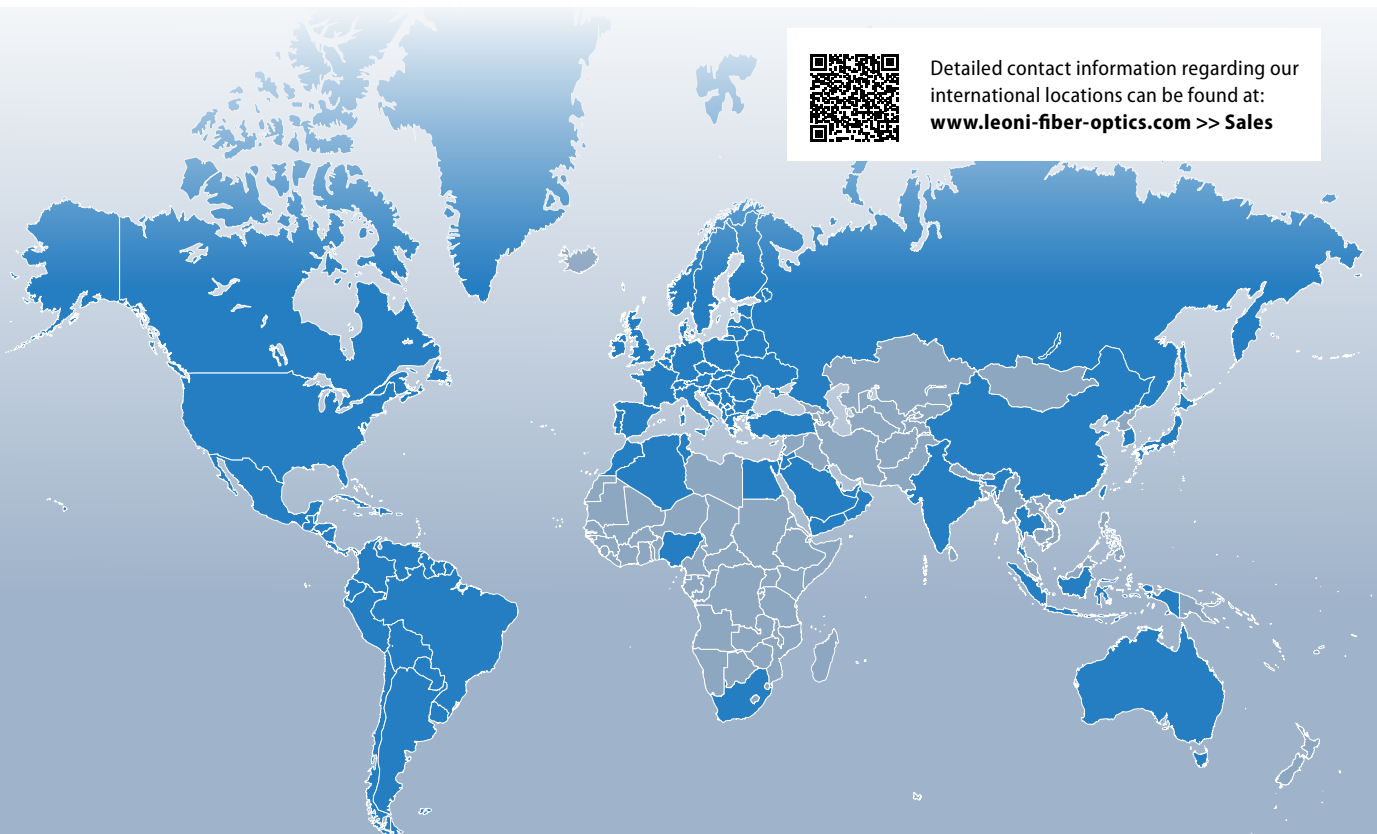 Detailed contact information regarding our
international locations can be found at:
www.leoni-fiber-optics.com >> Sales